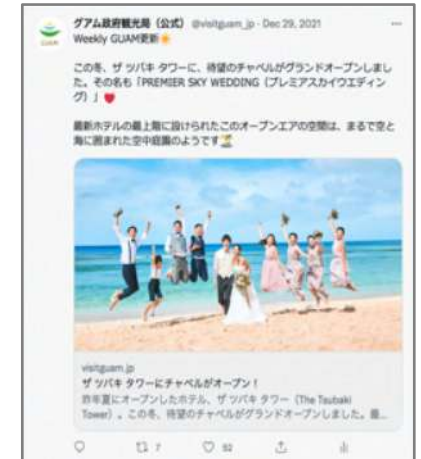 グアム政府観光局（公式） @visitguam_jp · Dec 29, 2021
GUAM
Weekly GUAM更新
この冬、ザ ツバキ タワーに、待望のチャペルがグランドオープンしまし
た。その名も「PREMIER SKY WEDDING（プレミアスカイウエディン
グ）」
最新ホテルの最上階に設けられたこのオープンエアの空間は、まるで空と
海に囲まれた空中庭園のようです
visitguam.jp
ザ ツバキ タワーにチャペルがオープン！
昨年夏にオープンしたホテル、ザ ツバキ タワー（The Tsubaki
Tower）。この冬、待望のチャペルがグランドオープンしました。最...
7
82